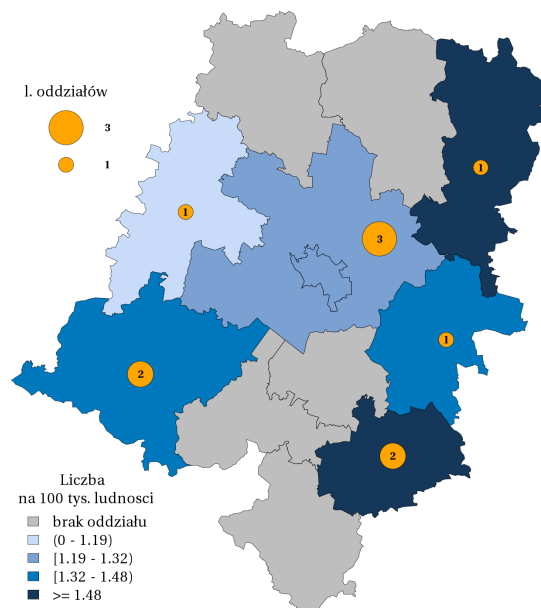 l. oddziałów
3
1
1
1
3
1
2
2
Liczba
na 100 tys. ludnosci
brak oddziału
(0 - 1.19)
[1.19 - 1.32)
[1.32 - 1.48)
>= 1.48